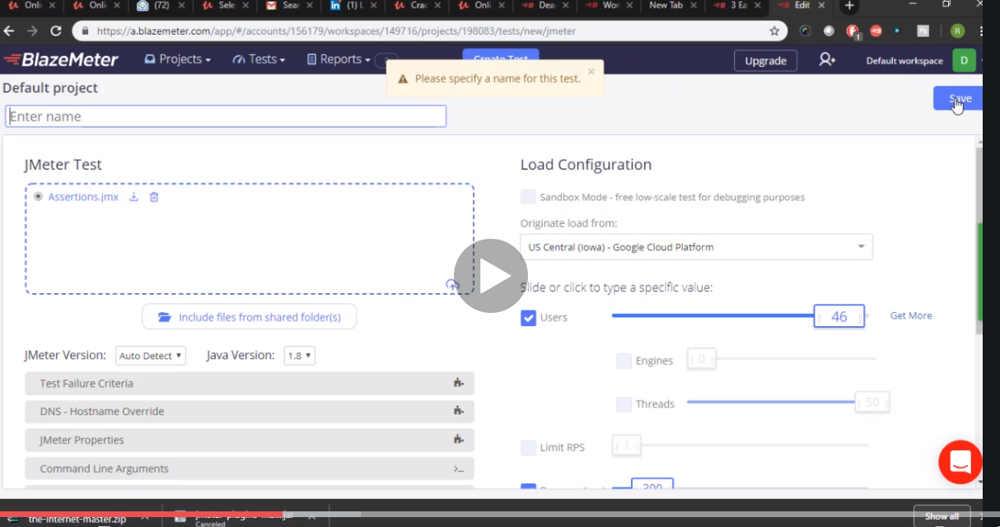 Onli
Onli
(72)
Sele
Sear
(1) L
Crac
Onli
Dea
Wor
New Tab
3 Ea
Edit
https://a.blazemeter.com/app/#/accounts/156179/workspaces/149716/projects/198083/tests/new/jmeter
1
R
BlazeMeter
Projects
Tests
Reports
Create Test
Upgrade
Default workspace
D
Please specify a name for this test.
Default project
Save
Enter name
JMeter Test
Load Configuration
Assertions.jmx
Sandbox Mode - free low-scale test for debugging purposes
Originate load from:
US Central (Iowa) - Google Cloud Platform
Slide or click to type a specific value:
Include files from shared folder(s)
Users
46
Get More
JMeter Version:
Auto Detect
Java Version:
1.8
Engines
0
Test Failure Criteria
Threads
50
DNS - Hostname Override
JMeter Properties
Limit RPS
1
Command Line Arguments
300
the-internet-master.zip
Canceled
Show all